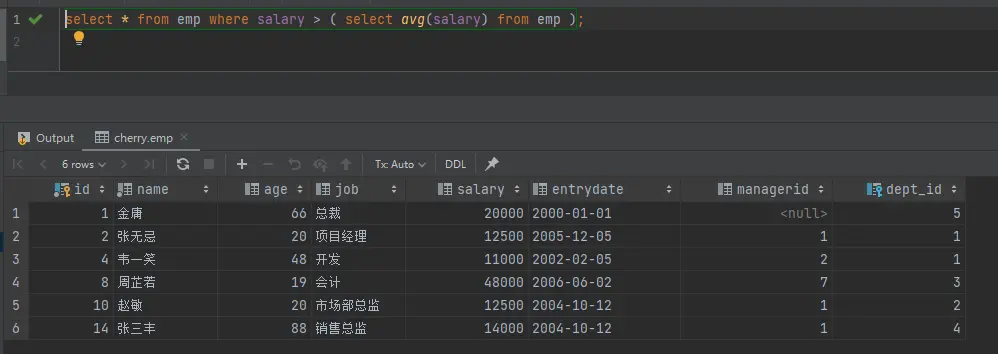 1 select * from emp where salary > ( select avg(salary) from emp );
2
Output cherry.emp
6 rows Tx: Auto DDL
id name age job salary entrydate managerid dept_id
1 1 金庸 66 总裁 20000 2000-01-01 <null> 5
2 2 张无忌 20 项目经理 12500 2005-12-05 1 1
3 4 韦一笑 48 开发 11000 2002-02-05 2 1
4 8 周芷若 19 会计 48000 2006-06-02 7 3
5 10 赵敏 20 市场部总监 12500 2004-10-12 1 2
6 14 张三丰 88 销售总监 14000 2004-10-12 1 4